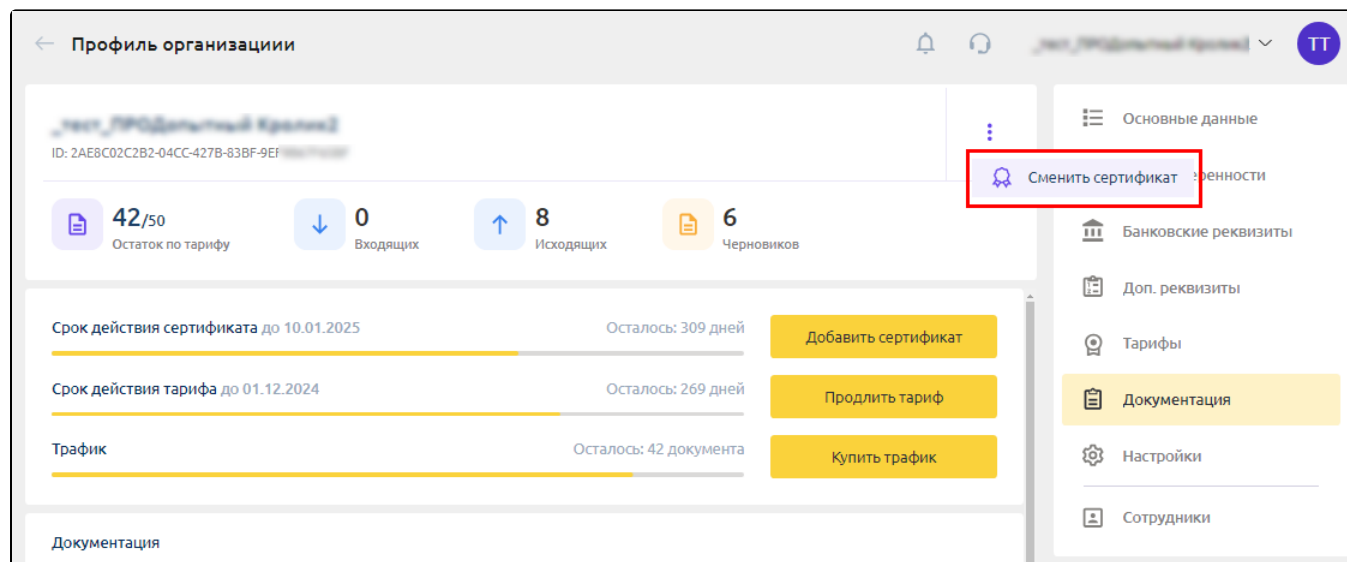 Профиль организациии
ТТ
ID: 2AE8C02C2B2-04CC-427B-83BF-9EF
42/50
Остаток по тарифу
0
Входящих
8
Исходящих
6
Черновиков
Сменить сертификат
Срок действия сертификата до 10.01.2025
Осталось: 309 дней
Добавить сертификат
Срок действия тарифа до 01.12.2024
Осталось: 269 дней
Продлить тариф
Трафик
Осталось: 42 документа
Купить трафик
Документация
Основные данные
Банковские реквизиты
Доп. реквизиты
Тарифы
Документация
Настройки
Сотрудники